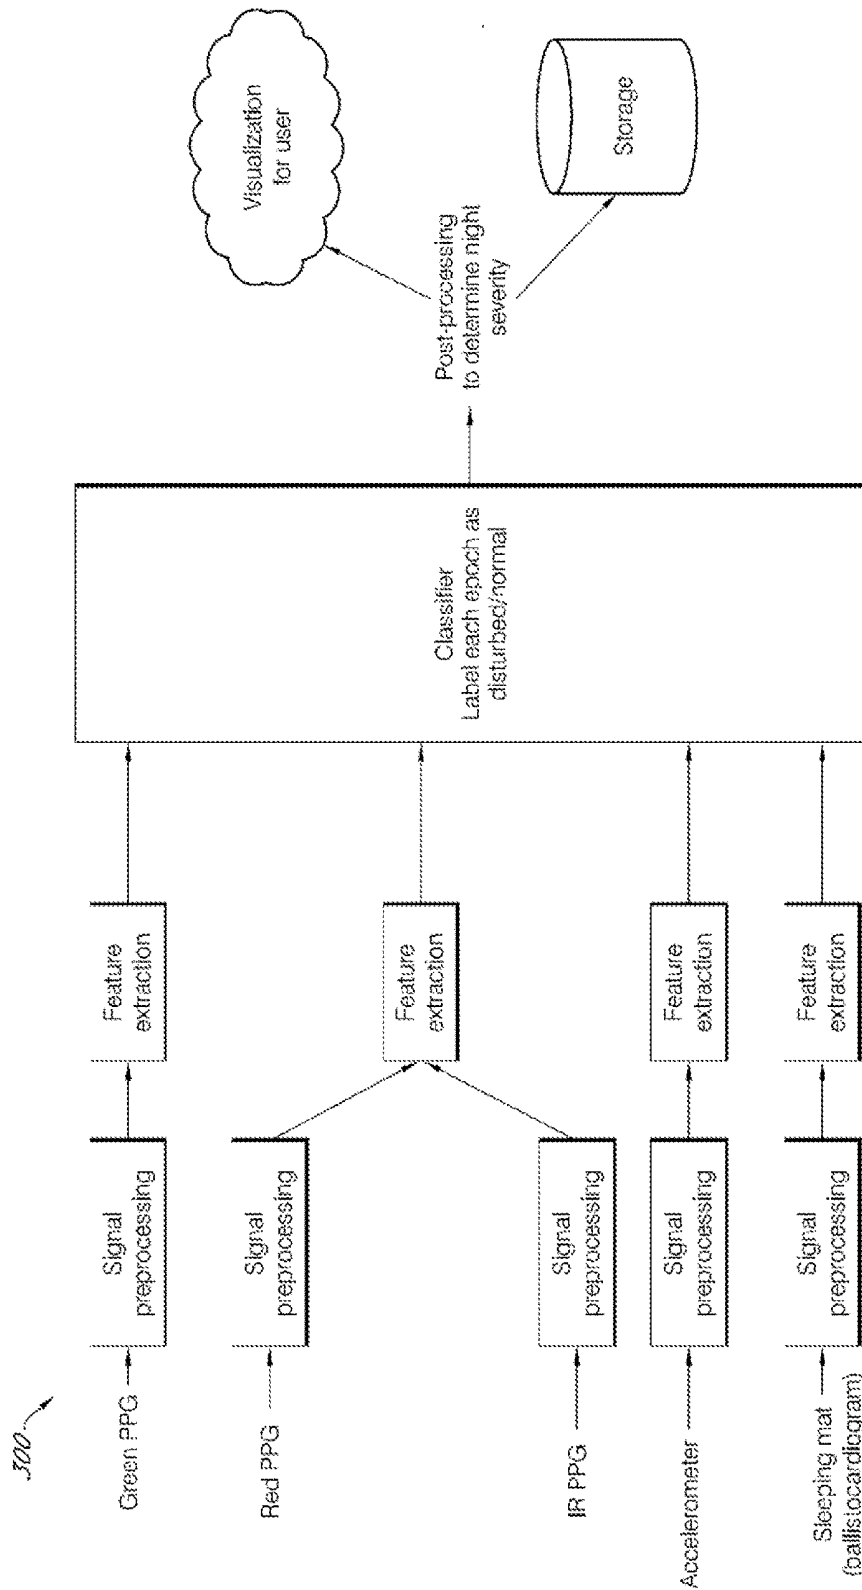 300
Green PPG
Signal
preprocessing
Feature
extraction
Red PPG
Signal
preprocessing
Feature
extraction
IR PPG
Signal
preprocessing
Accelerometer
Signal
preprocessing
Feature
extraction
Sleeping mat
(ballistocardiogram)
Signal
preprocessing
Feature
extraction
Classifier
Label each epoch as
disturbed/normal
Post-processing
to determine night
severity
Visualization
for user
Storage